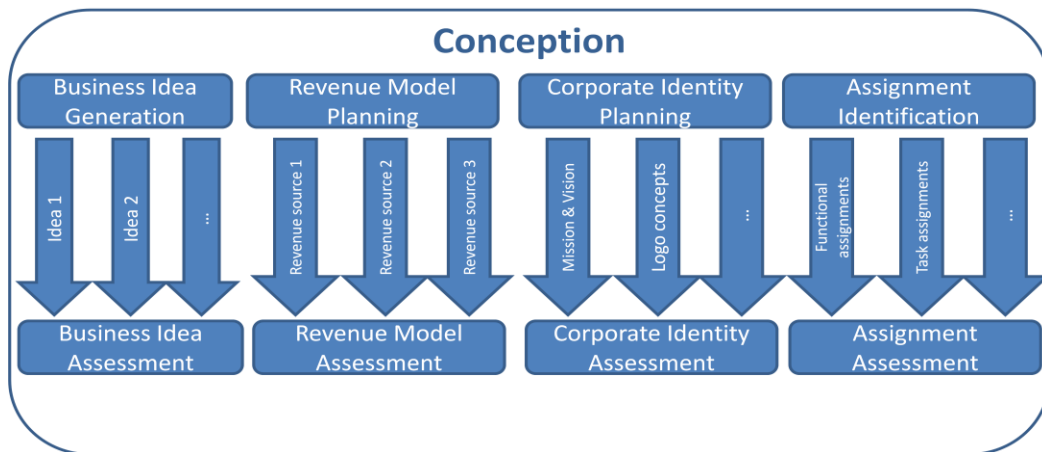 Conception
Business Idea
Generation
Revenue Model
Planning
Corporate Identity
Planning
Assignment
Identification
Idea 1
Idea 2
...
Revenue source 1
Revenue source 2
Revenue source 3
Mission & Vision
Logo concepts
...
Functional
assignments
Task assignments
...
Business Idea
Assessment
Revenue Model
Assessment
Corporate Identity
Assessment
Assignment
Assessment